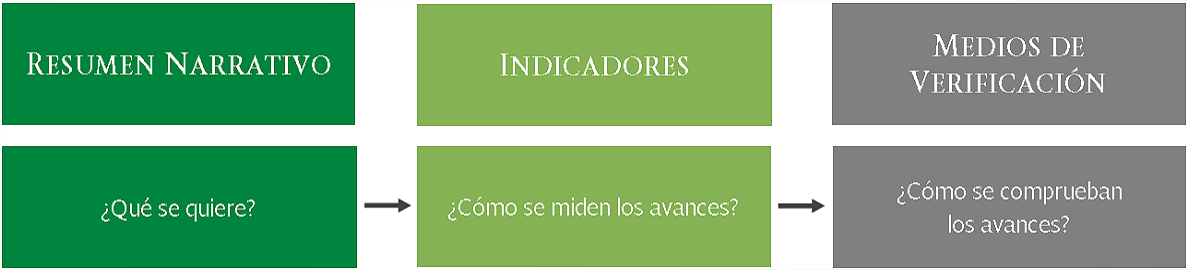 RESUMEN NARRATIVO
INDICADORES
MEDIOS DE
VERIFICACIÓN
¿Qué se quiere?
¿Cómo se miden los avances?
¿Cómo se comprueban
los avances?